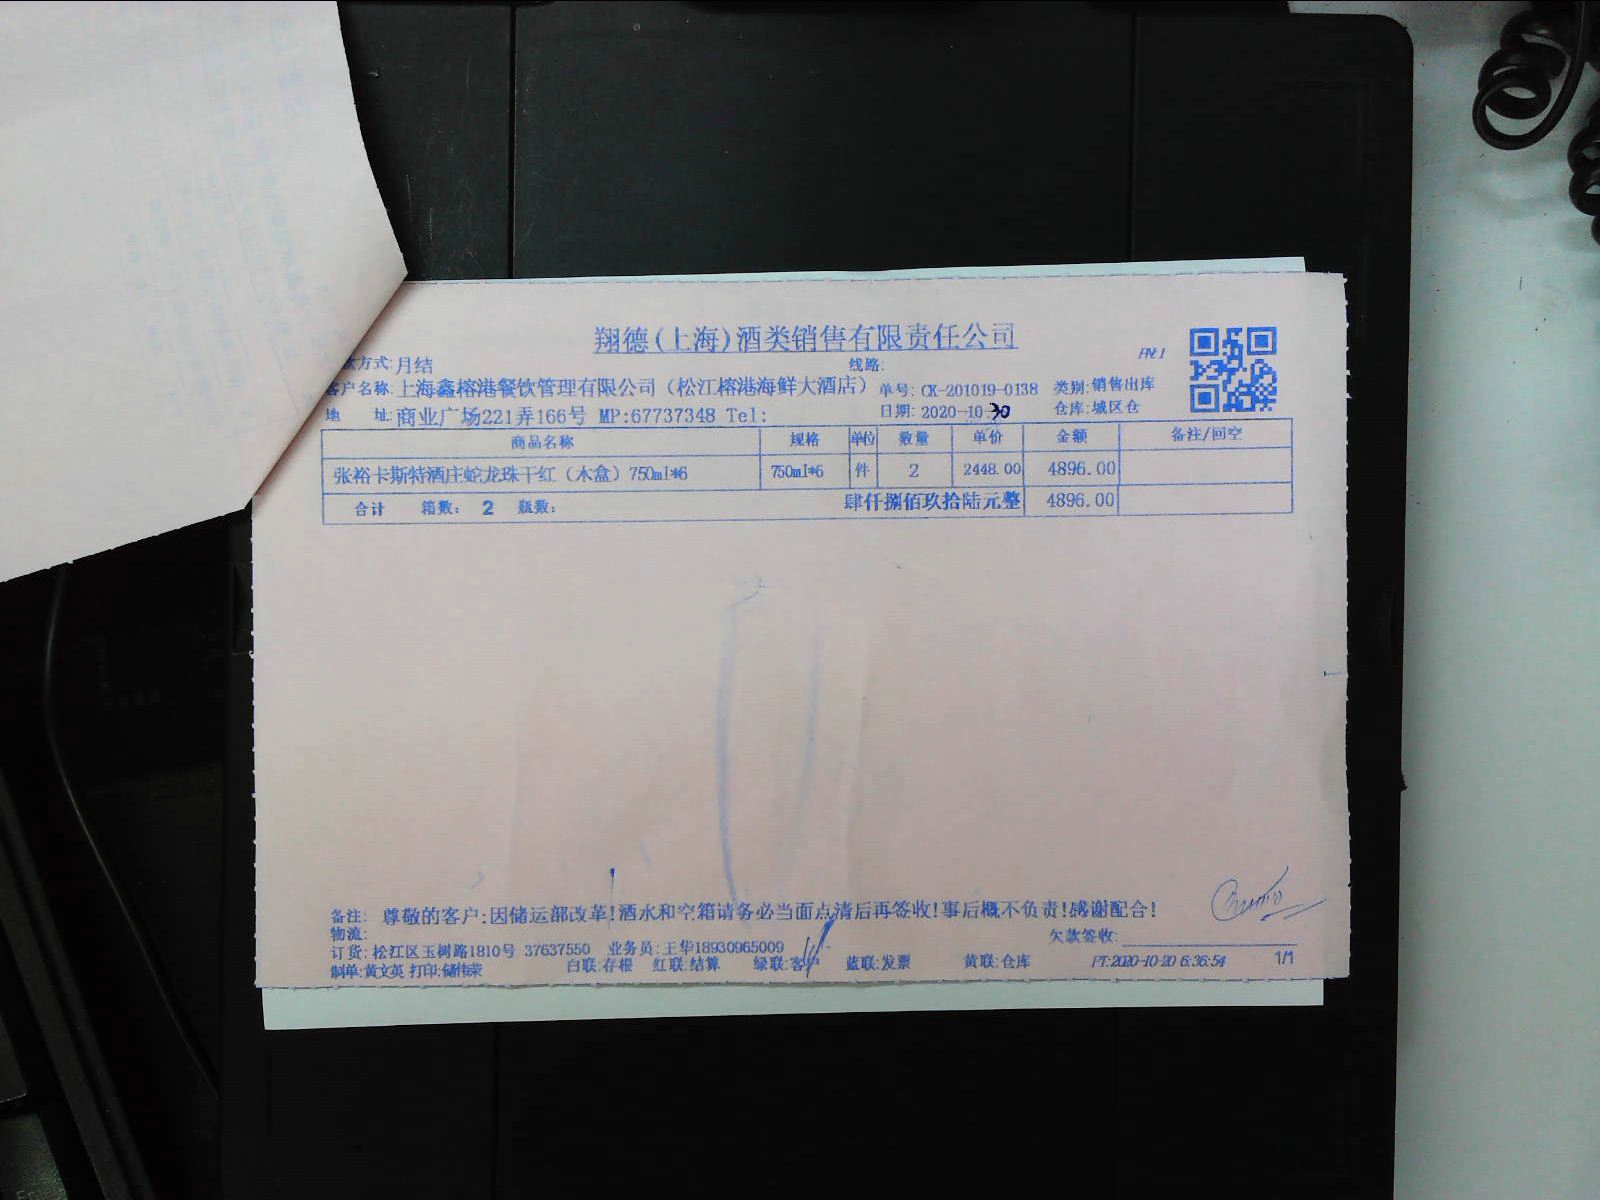 翔德(上海)酒类销售有限责任公司
款方式:月结 线路:
客户名称:上海鑫榕港餐饮管理有限公司（松江榕港海鲜大酒店） 单号: CK-201019-0138 类别:销售出库
地 址:商业广场221弄166号 MP:67737348 Tel: 日期: 2020-10-30 仓库:城区仓
商品名称 规格 单位 数量 单价 金额 备注/回空
张裕卡斯特酒庄蛇龙珠干红（木盒）750ml*6 750ml*6 件 2 2448.00 4896.00
合计 箱数: 2 瓶数: 肆仟捌佰玖拾陆元整 4896.00
备注: 尊敬的客户:因储运部改革!酒水和空箱请务必当面点清后再签收!事后概不负责!感谢配合!
物流: 欠款签收:
订货: 松江区玉树路1810号 37637550 业务员:王华18930965009
制单:黄文英 打印:储伟荣 白联:存根 红联:结算 绿联:客户 蓝联:发票 黄联:仓库 PT:2020-10-20 6:36:54 1/1